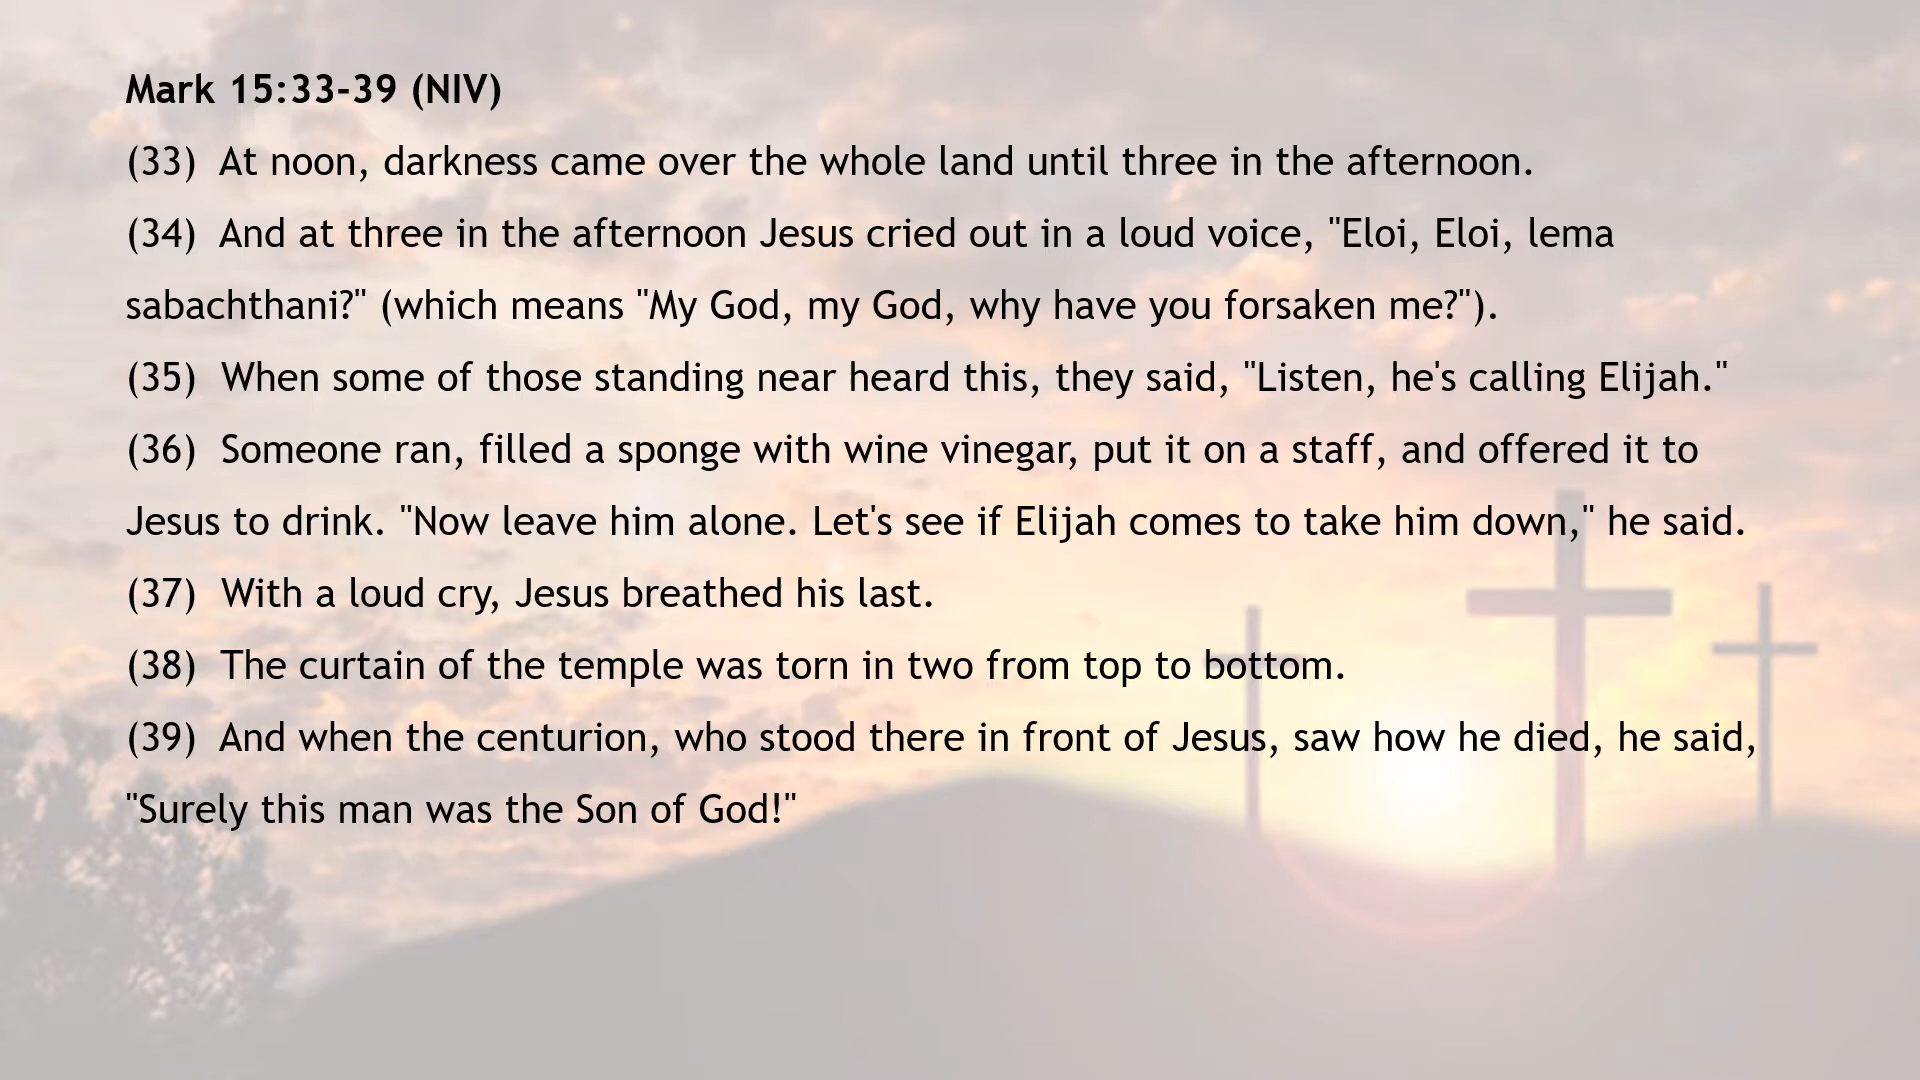 Mark 15:33-39 (NIV)
(33)  At noon, darkness came over the whole land until three in the afternoon.
(34)  And at three in the afternoon Jesus cried out in a loud voice, "Eloi, Eloi, lema
sabachthani?" (which means "My God, my God, why have you forsaken me?").
(35)  When some of those standing near heard this, they said, "Listen, he's calling Elijah."
(36)  Someone ran, filled a sponge with wine vinegar, put it on a staff, and offered it to
Jesus to drink. "Now leave him alone. Let's see if Elijah comes to take him down," he said.
(37)  With a loud cry, Jesus breathed his last.
(38)  The curtain of the temple was torn in two from top to bottom.
(39)  And when the centurion, who stood there in front of Jesus, saw how he died, he said,
"Surely this man was the Son of God!"